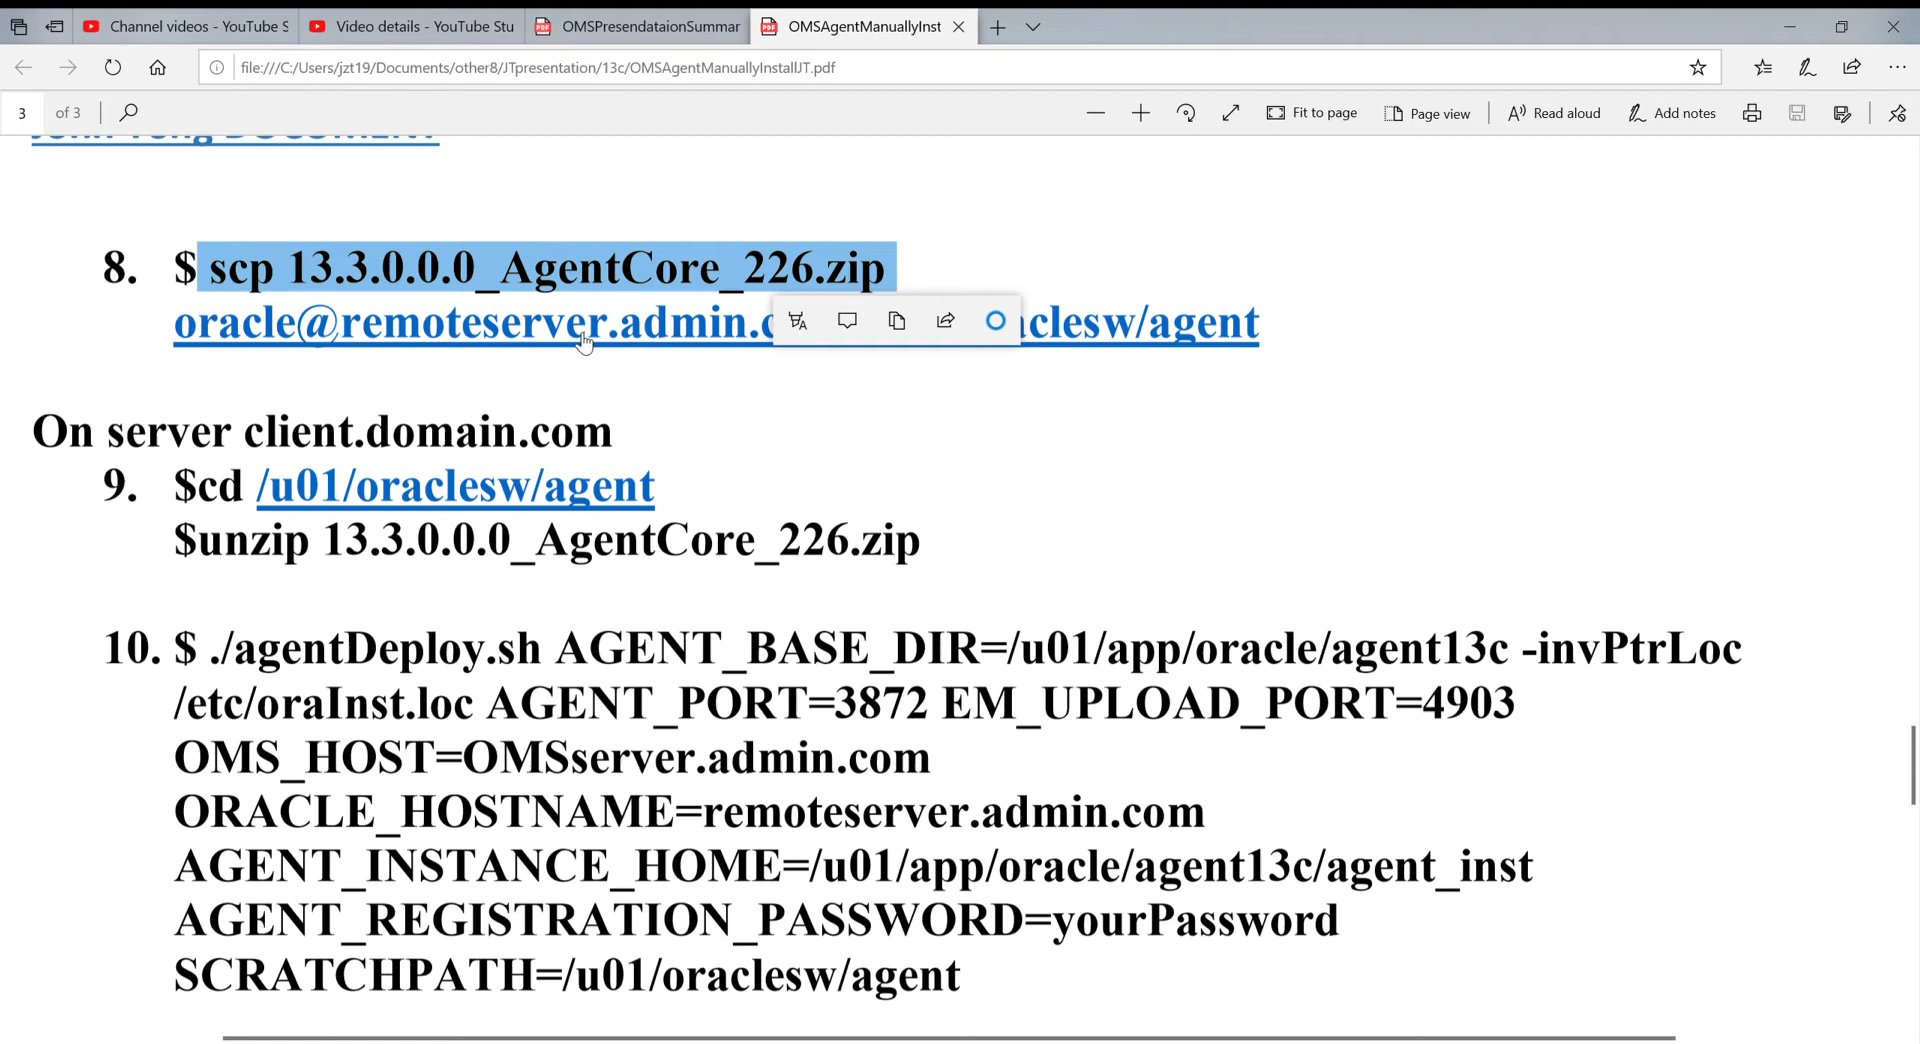 Channel videos - YouTube S
Video details - YouTube Stu
OMSPresendataionSummar
OMSAgentManuallyInst
file:///C:/Users/jzt19/Documents/other8/JTpresentation/13c/OMSAgentManuallyInstallJT.pdf
3 of 3
Fit to page
Page view
Read aloud
Add notes
8. $ scp 13.3.0.0.0_AgentCore_226.zip
oracle@remoteserver.admin.c aclesw/agent
On server client.domain.com
9. $cd /u01/oraclesw/agent
$unzip 13.3.0.0.0_AgentCore_226.zip
10. $ ./agentDeploy.sh AGENT_BASE_DIR=/u01/app/oracle/agent13c -invPtrLoc
/etc/oraInst.loc AGENT_PORT=3872 EM_UPLOAD_PORT=4903
OMS_HOST=OMSserver.admin.com
ORACLE_HOSTNAME=remoteserver.admin.com
AGENT_INSTANCE_HOME=/u01/app/oracle/agent13c/agent_inst
AGENT_REGISTRATION_PASSWORD=yourPassword
SCRATCHPATH=/u01/oraclesw/agent